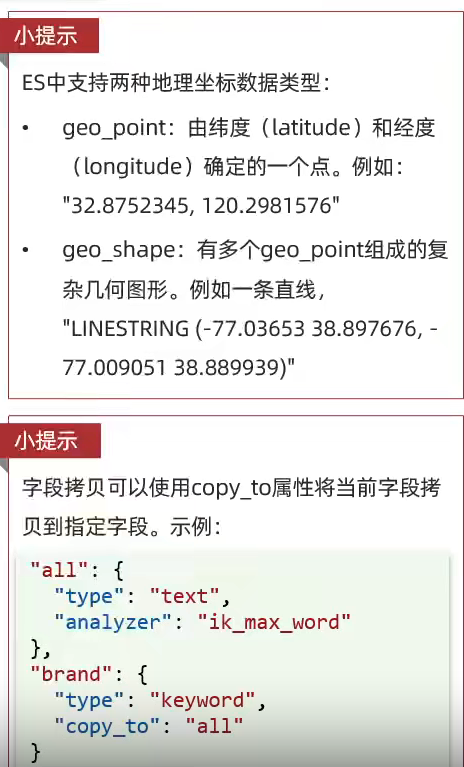 小提示
ES中支持两种地理坐标数据类型：
• geo_point：由纬度（latitude）和经度
（longitude）确定的一个点。例如：
"32.8752345, 120.2981576"
• geo_shape：有多个geo_point组成的复
杂几何图形。例如一条直线，
"LINESTRING (-77.03653 38.897676, -
77.009051 38.889939)"
小提示
字段拷贝可以使用copy_to属性将当前字段拷
贝到指定字段。示例：
"all": {
  "type": "text",
  "analyzer": "ik_max_word"
},
"brand": {
  "type": "keyword",
  "copy_to": "all"
}